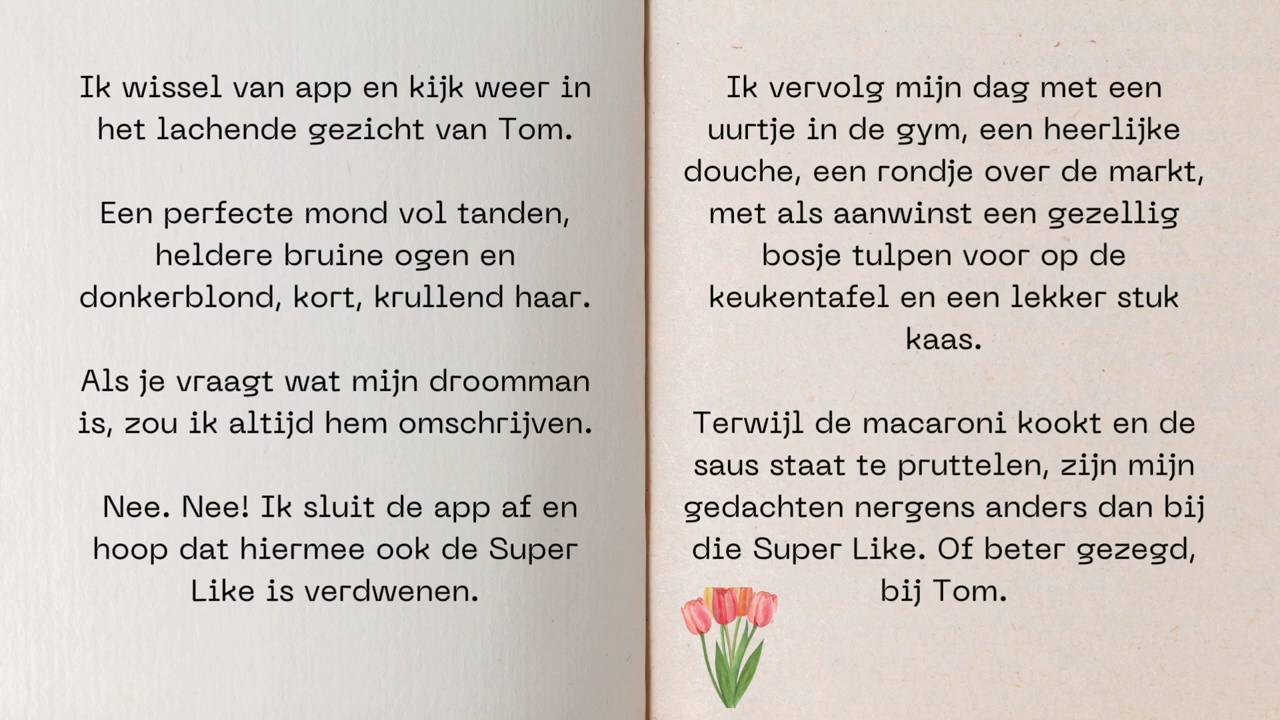 Ik wissel van app en kijk weer in
het lachende gezicht van Tom.
Een perfecte mond vol tanden,
heldere bruine ogen en
donkerblond, kort, krullend haar.
Als je vraagt wat mijn droomman
is, zou ik altijd hem omschrijven.
Nee. Nee! Ik sluit de app af en
hoop dat hiermee ook de Super
Like is verdwenen.
Ik vervolg mijn dag met een
uurtje in de gym, een heerlijke
douche, een rondje over de markt,
met als aanwinst een gezellig
bosje tulpen voor op de
keukentafel en een lekker stuk
kaas.
Terwijl de macaroni kookt en de
saus staat te pruttelen, zijn mijn
gedachten nergens anders dan bij
die Super Like. Of beter gezegd,
bij Tom.